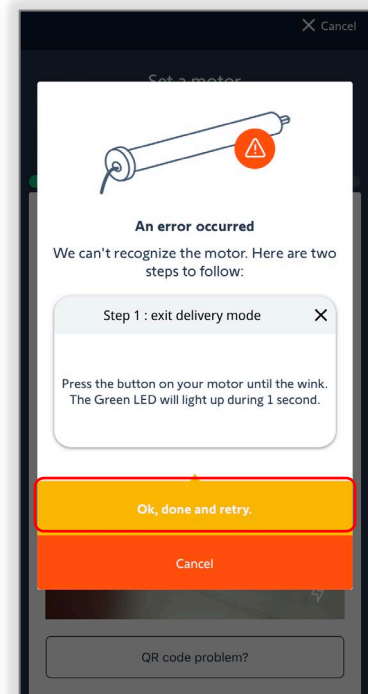 Cancel
Set a motor
An error occurred
We can't recognize the motor. Here are two
steps to follow:
Step 1 : exit delivery mode
Press the button on your motor until the wink.
The Green LED will light up during 1 second.
Ok, done and retry.
Cancel
QR code problem?